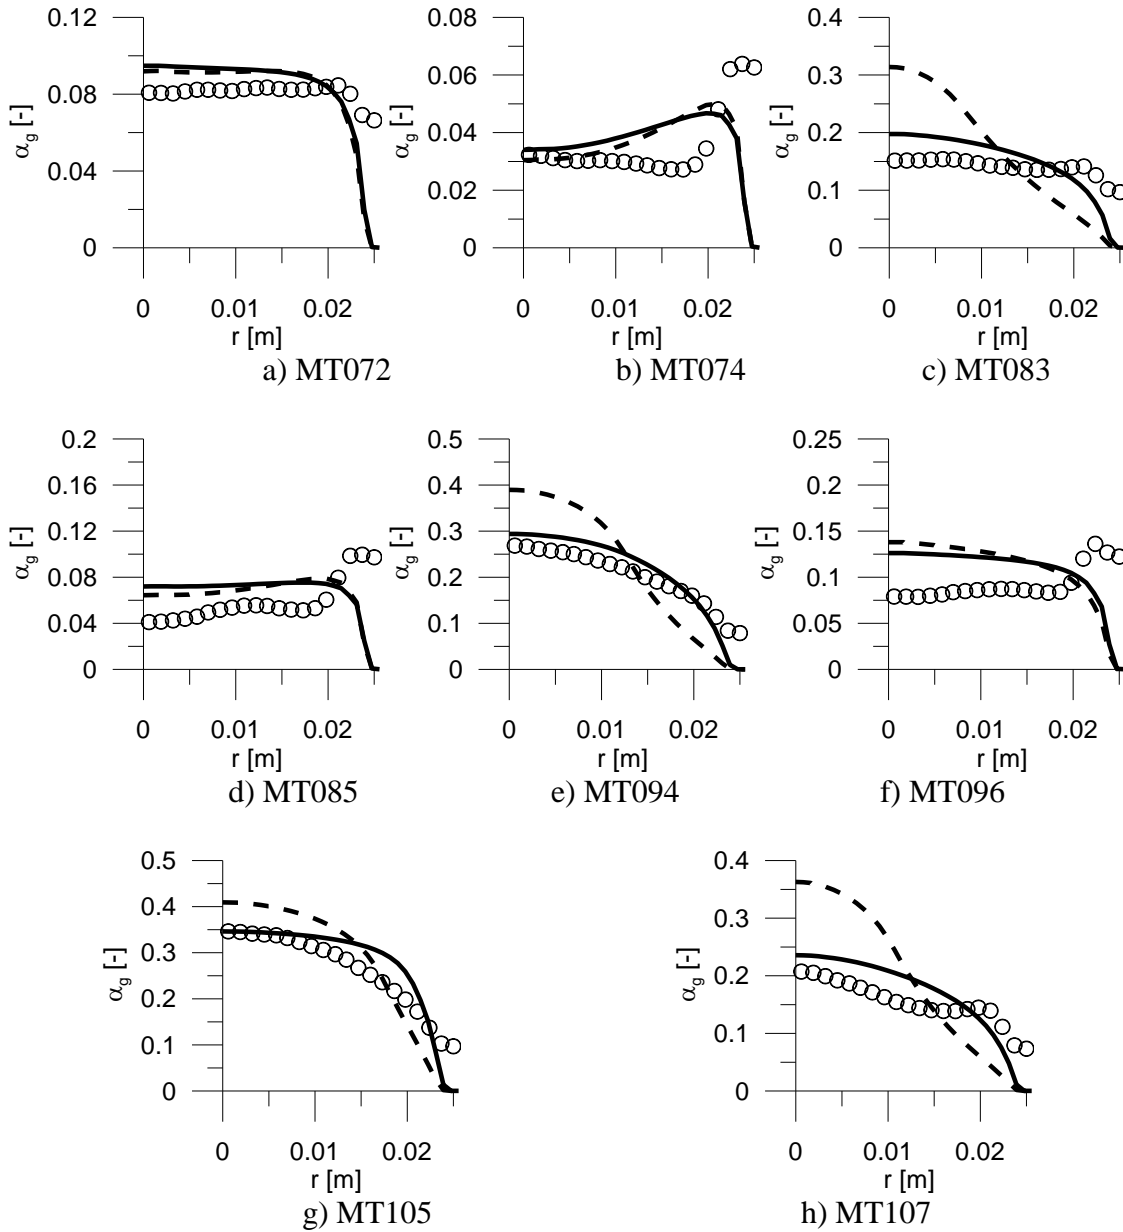 0.12
0.08
0.04
0
α_g [-]
0
0.01
0.02
r [m]
a) MT072
0.08
0.06
0.04
0.02
0
α_g [-]
0
0.01
0.02
r [m]
b) MT074
0.4
0.3
0.2
0.1
0
α_g [-]
0
0.01
0.02
r [m]
c) MT083
0.2
0.16
0.12
0.08
0.04
0
α_g [-]
0
0.01
0.02
r [m]
d) MT085
0.5
0.4
0.3
0.2
0.1
0
α_g [-]
0
0.01
0.02
r [m]
e) MT094
0.25
0.2
0.15
0.15
0.05
0
α_g [-]
0
0.01
0.02
r [m]
f) MT096
0.5
0.4
0.3
0.2
0.1
0
α_g [-]
0
0.01
0.02
r [m]
g) MT105
0.4
0.3
0.2
0.1
0
α_g [-]
0
0.01
0.02
r [m]
h) MT107